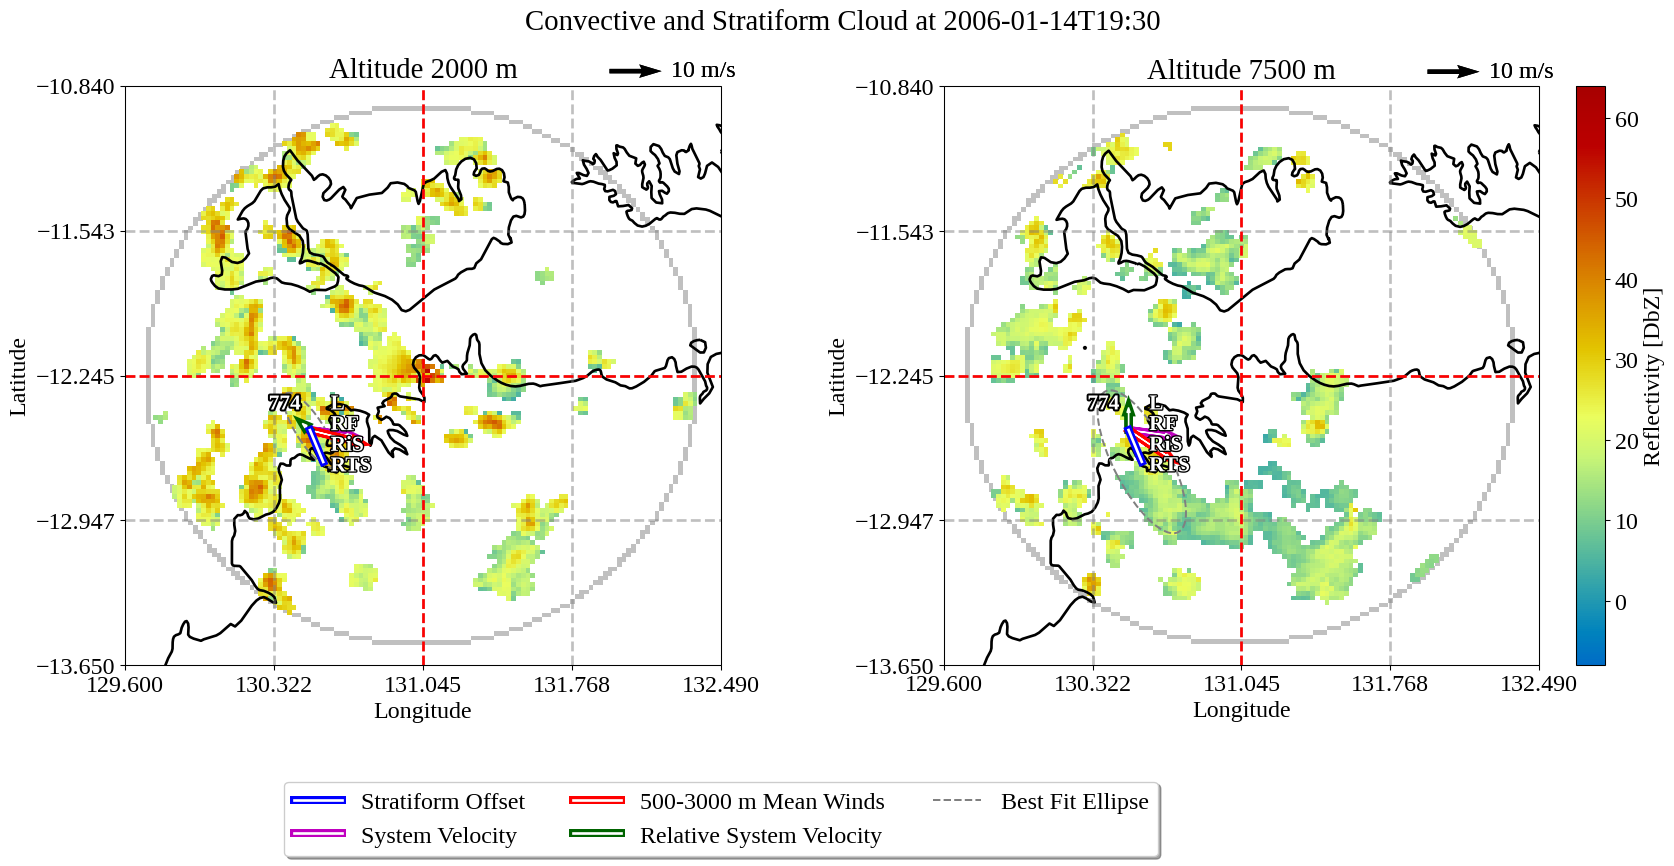 Convective and Stratiform Cloud at 2006-01-14T19:30
Altitude 2000 m
10 m/s
−10.840
−11.543
−12.245
−12.947
−13.650
129.600
130.322
131.045
131.768
132.490
Longitude
Latitude
774
L
RF
RiS
RTS
Altitude 7500 m
10 m/s
−10.840
−11.543
−12.245
−12.947
−13.650
129.600
130.322
131.045
131.768
132.490
Longitude
Latitude
774
L
RF
RiS
RTS
60
50
40
30
20
10
0
Reflectivity [DbZ]
Stratiform Offset
System Velocity
500-3000 m Mean Winds
Relative System Velocity
Best Fit Ellipse